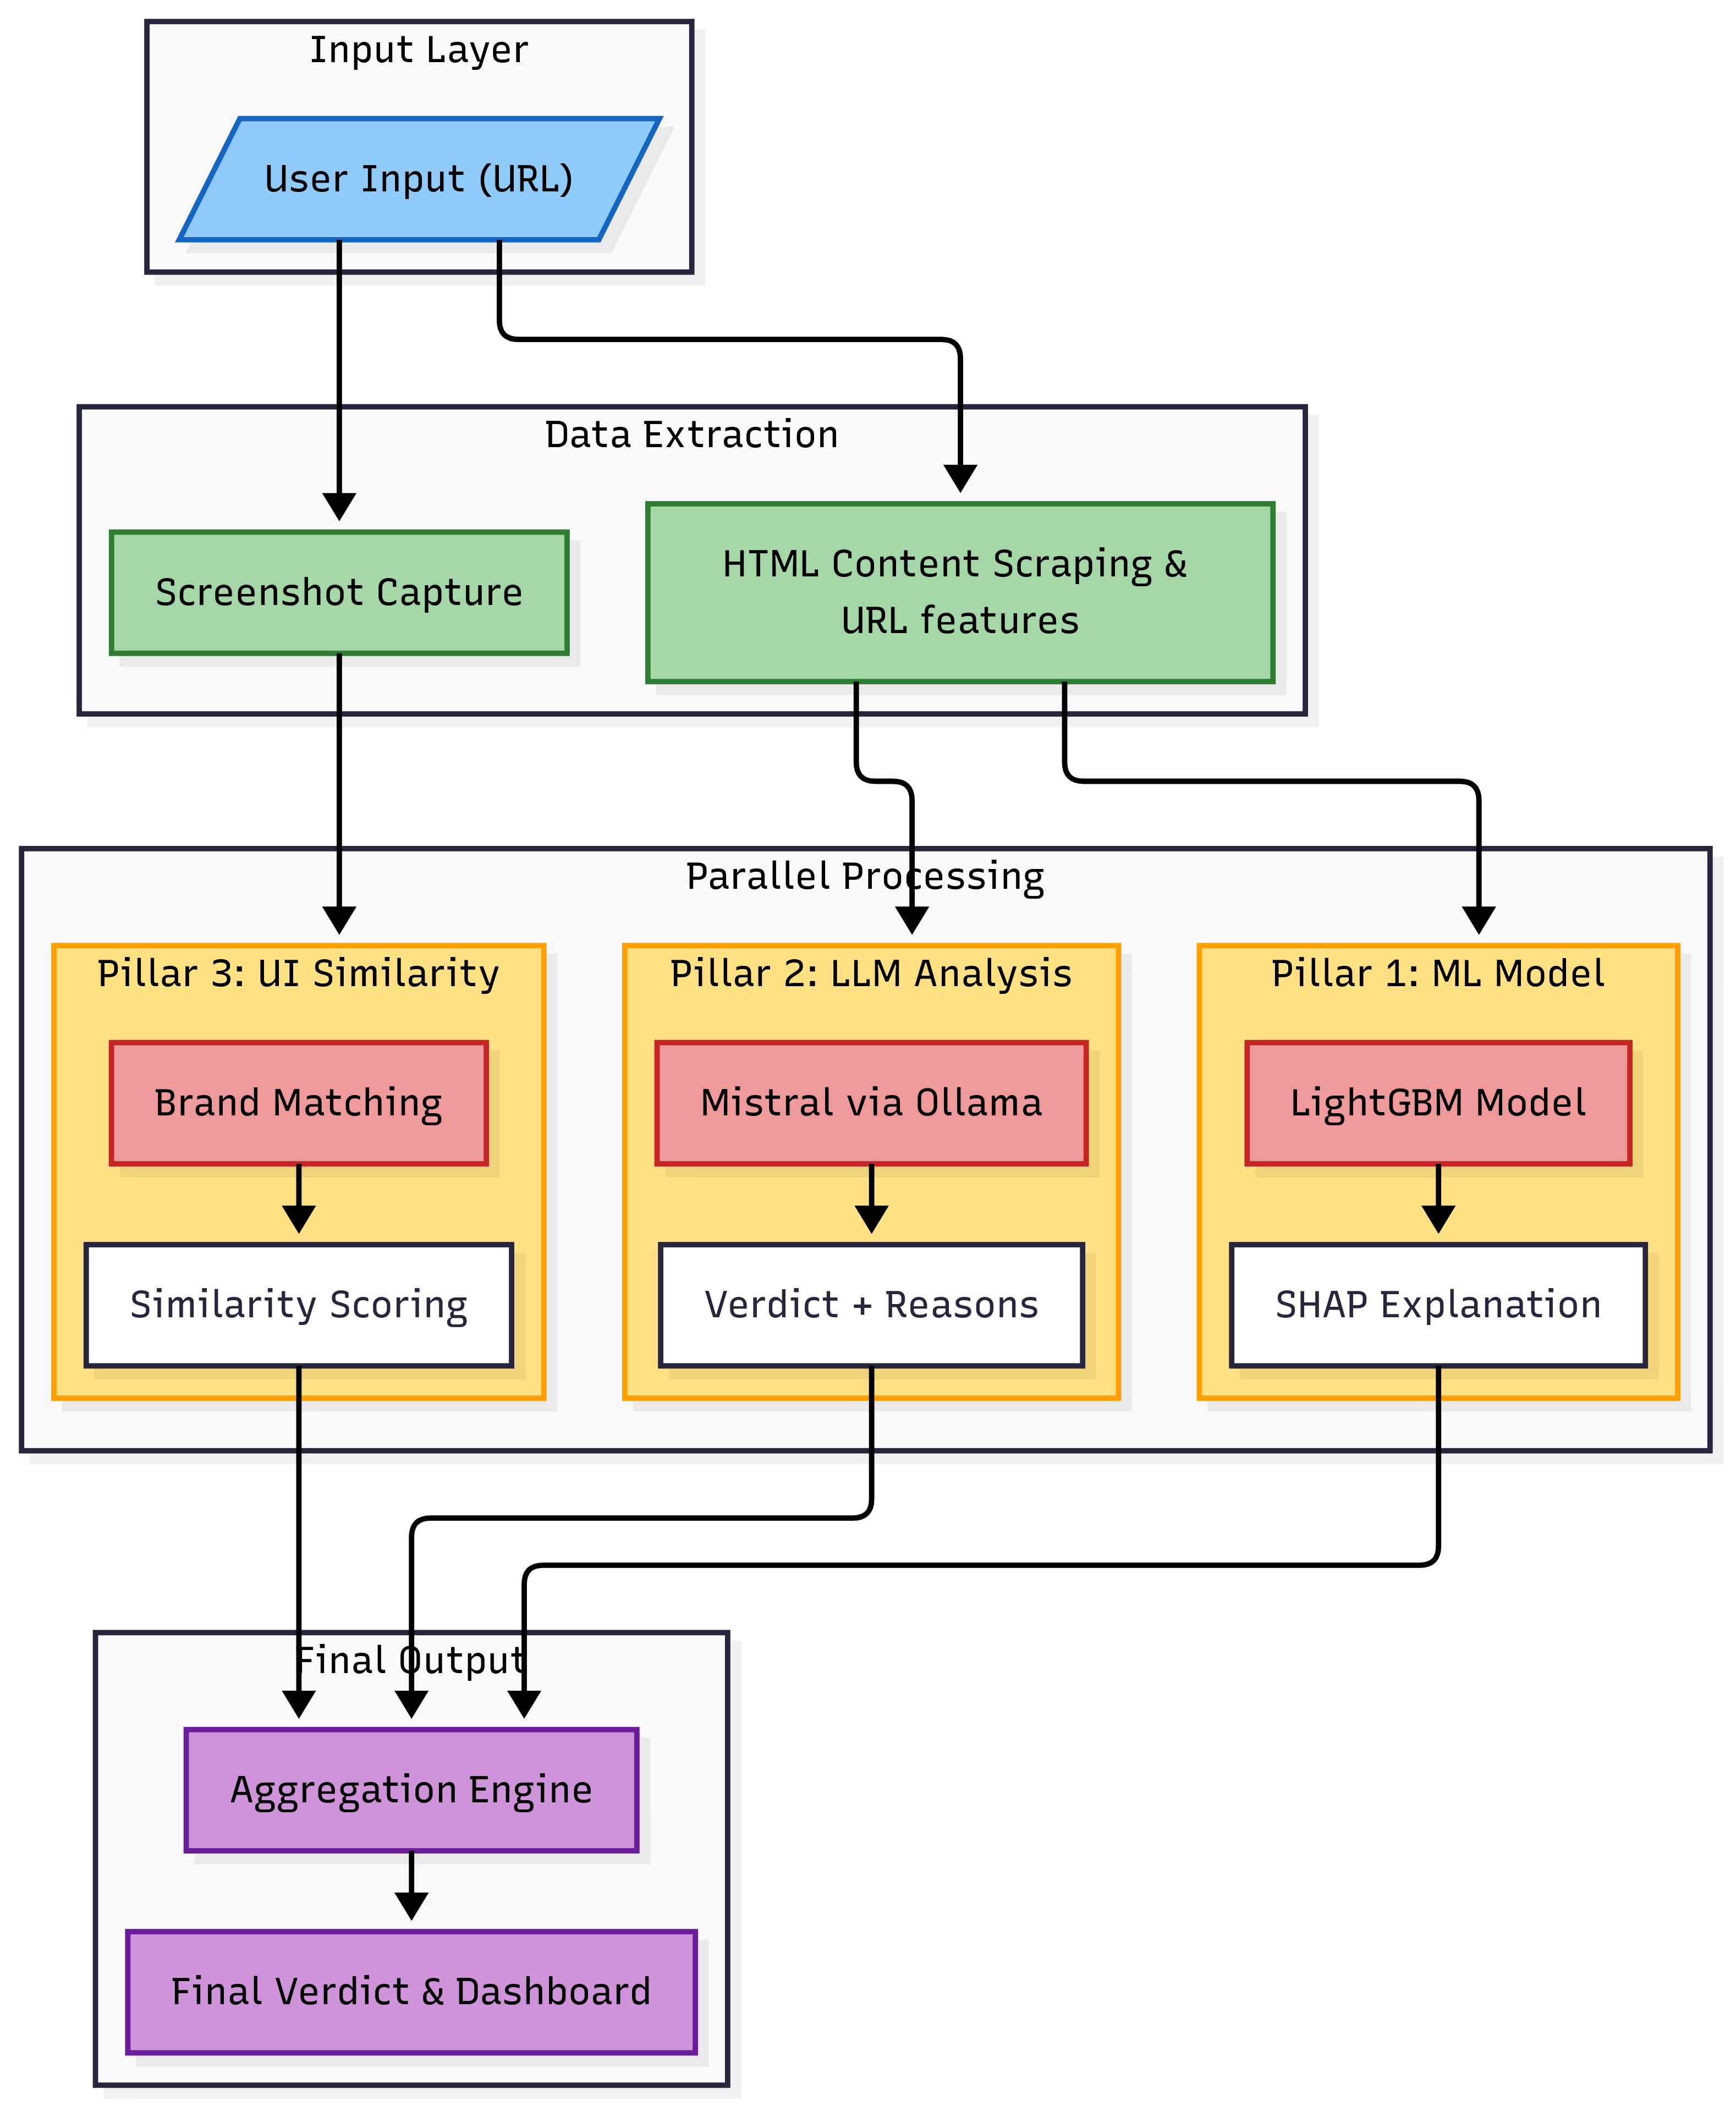 Input Layer
User Input (URL)
Data Extraction
Screenshot Capture
HTML Content Scraping &
URL features
Parallel Processing
Pillar 3: UI Similarity
Pillar 2: LLM Analysis
Pillar 1: ML Model
Brand Matching
Mistral via Ollama
LightGBM Model
Similarity Scoring
Verdict + Reasons
SHAP Explanation
Final Output
Aggregation Engine
Final Verdict & Dashboard